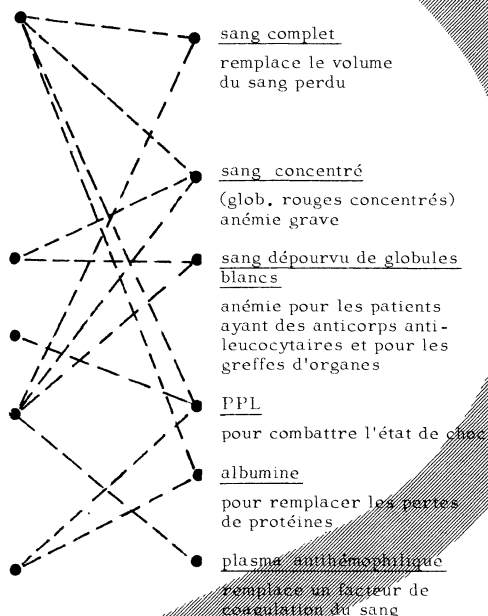 sang complet
remplace le volume
du sang perdu
sang concentré
(glob. rouges concentrés)
anémie grave
sang dépourvu de globules
blancs
anémie pour les patients
ayant des anticorps anti-
leucocytaires et pour les
greffes d'organes
PPL
pour combattre l'état de choc
albumine
pour remplacer les pertes
de protéines
plasma antihémophilique
remplace un facteur de
coagulation du sang